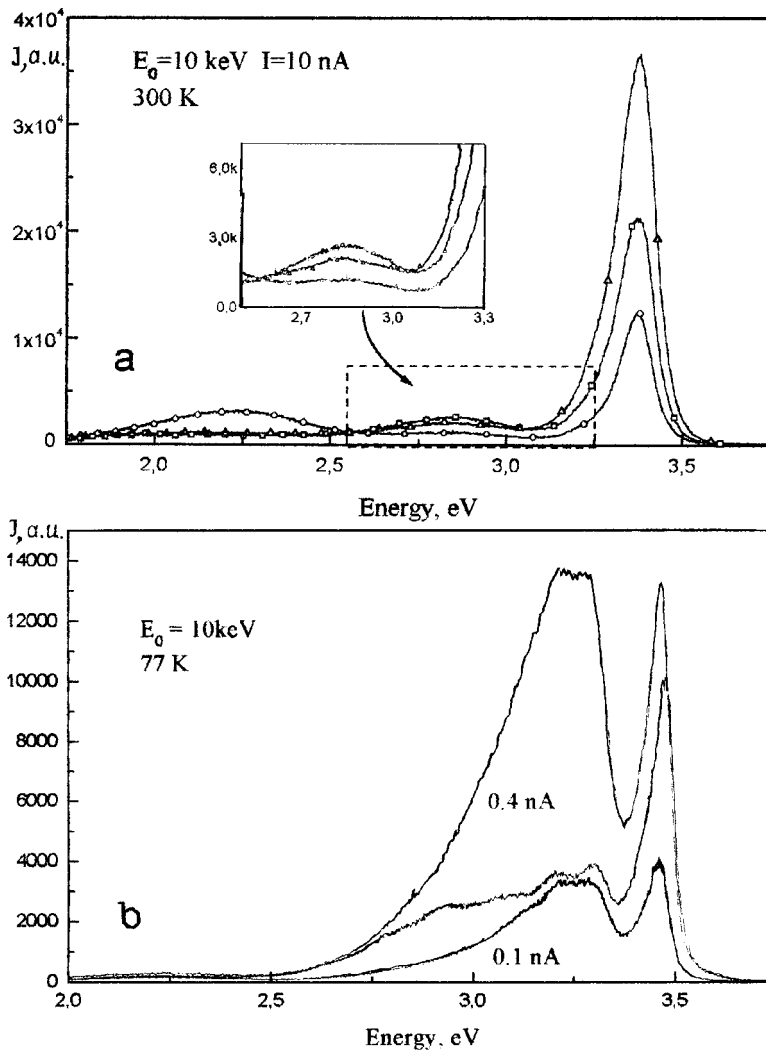 4x10⁴
J, a.u.
E₀=10 keV I=10 nA
300 K
3x10⁴
6,0k
3,0k
0,0
2,7
3,0
3,3
2x10⁴
1x10⁴
a
0
2,0
2,5
3,0
3,5
Energy, eV
J, a.u.
14000
12000
E₀ = 10keV
77 K
10000
8000
6000
0.4 nA
4000
2000
b
0.1 nA
0
2.0
2.5
3.0
3.5
Energy, eV